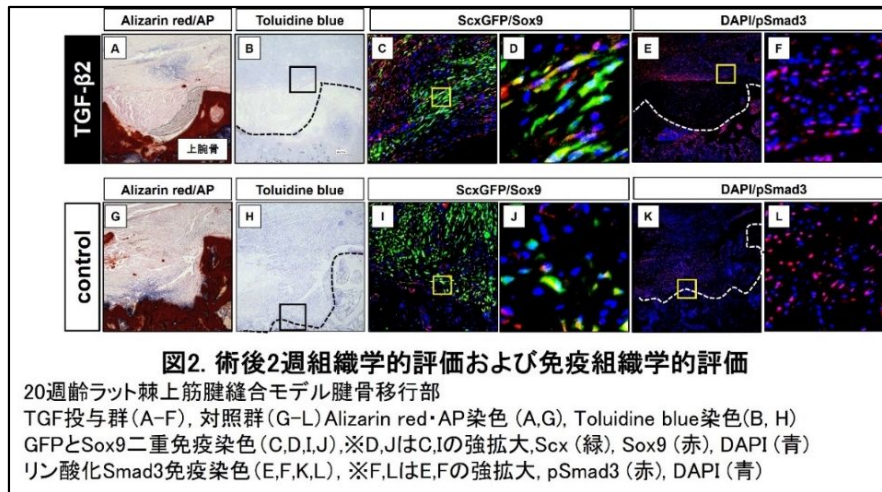 Alizarin red/AP Toluidine blue ScxGFP/Sox9 DAPI/pSmad3
TGF-β2
A B C D E F
上腕骨
Alizarin red/AP Toluidine blue ScxGFP/Sox9 DAPI/pSmad3
control
G H I J K L
図2. 術後2週組織学的評価および免疫組織学的評価
20週齢ラット棘上筋腱縫合モデル腱骨移行部
TGF投与群(A-F), 対照群(G-L)Alizarin red・AP染色 (A,G), Toluidine blue染色(B, H)
GFPとSox9二重免疫染色(C,D,I,J),※D,JはC,Iの強拡大,Scx (緑), Sox9 (赤), DAPI (青)
リン酸化Smad3免疫染色(E,F,K,L), ※F,LはE,Fの強拡大, pSmad3 (赤), DAPI (青)